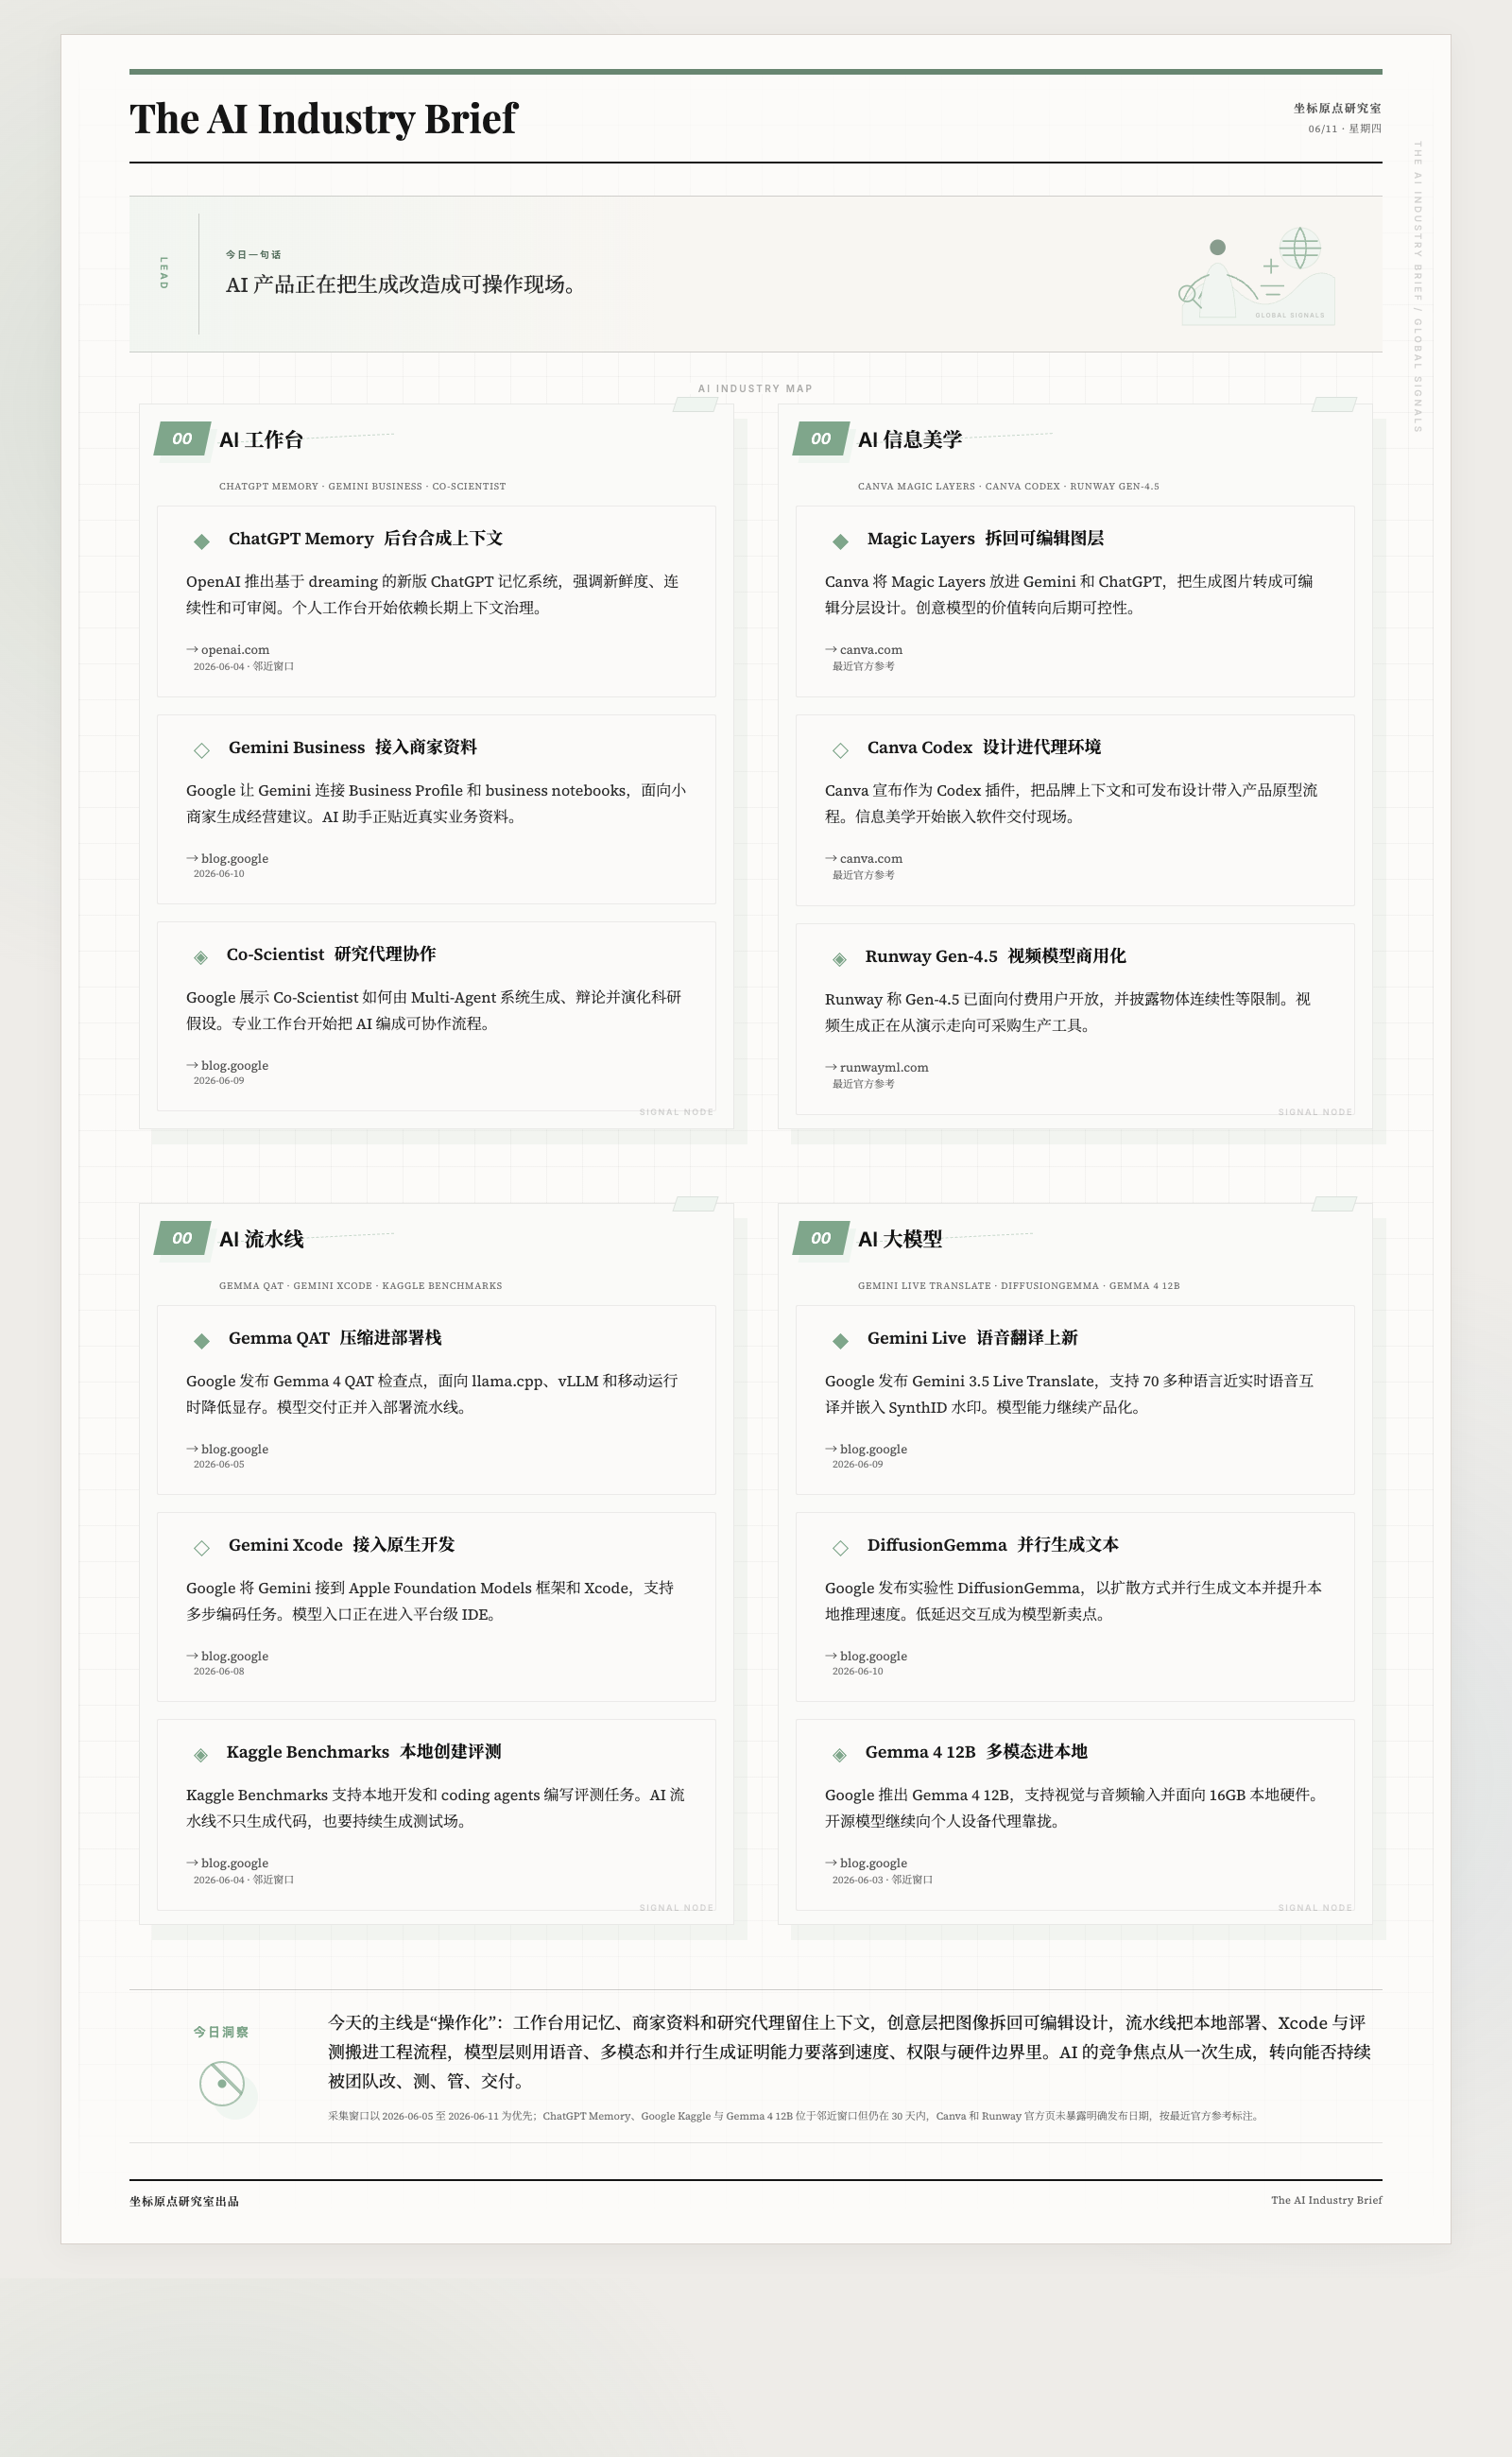 The AI Industry Brief
坐标原点研究室
06/11 · 星期四
THE AI INDUSTRY BRIEF / GLOBAL SIGNALS
LEAD
今日一句话
AI 产品正在把生成改造成可操作现场。
GLOBAL SIGNALS
AI INDUSTRY MAP
00
AI 工作台
CHATGPT MEMORY · GEMINI BUSINESS · CO-SCIENTIST
ChatGPT Memory 后台合成上下文
OpenAI 推出基于 dreaming 的新版 ChatGPT 记忆系统，强调新鲜度、连
续性和可审阅。个人工作台开始依赖长期上下文治理。
→ openai.com
2026-06-04 · 邻近窗口
Gemini Business 接入商家资料
Google 让 Gemini 连接 Business Profile 和 business notebooks，面向小
商家生成经营建议。AI 助手正贴近真实业务资料。
→ blog.google
2026-06-10
Co-Scientist 研究代理协作
Google 展示 Co-Scientist 如何由 Multi-Agent 系统生成、辩论并演化科研
假设。专业工作台开始把 AI 编成可协作流程。
→ blog.google
2026-06-09
SIGNAL NODE
00
AI 信息美学
CANVA MAGIC LAYERS · CANVA CODEX · RUNWAY GEN-4.5
Magic Layers 拆回可编辑图层
Canva 将 Magic Layers 放进 Gemini 和 ChatGPT，把生成图片转成可编
辑分层设计。创意模型的价值转向后期可控性。
→ canva.com
最近官方参考
Canva Codex 设计进代理环境
Canva 宣布作为 Codex 插件，把品牌上下文和可发布设计带入产品原型流
程。信息美学开始嵌入软件交付现场。
→ canva.com
最近官方参考
Runway Gen-4.5 视频模型商用化
Runway 称 Gen-4.5 已面向付费用户开放，并披露物体连续性等限制。视
频生成正在从演示走向可采购生产工具。
→ runwayml.com
最近官方参考
SIGNAL NODE
00
AI 流水线
GEMMA QAT · GEMINI XCODE · KAGGLE BENCHMARKS
Gemma QAT 压缩进部署栈
Google 发布 Gemma 4 QAT 检查点，面向 llama.cpp、vLLM 和移动运行
时降低显存。模型交付正并入部署流水线。
→ blog.google
2026-06-05
Gemini Xcode 接入原生开发
Google 将 Gemini 接到 Apple Foundation Models 框架和 Xcode，支持
多步编码任务。模型入口正在进入平台级 IDE。
→ blog.google
2026-06-08
Kaggle Benchmarks 本地创建评测
Kaggle Benchmarks 支持本地开发和 coding agents 编写评测任务。AI 流
水线不只生成代码，也要持续生成测试场。
→ blog.google
2026-06-04 · 邻近窗口
SIGNAL NODE
00
AI 大模型
GEMINI LIVE TRANSLATE · DIFFUSIONGEMMA · GEMMA 4 12B
Gemini Live 语音翻译上新
Google 发布 Gemini 3.5 Live Translate，支持 70 多种语言近实时语音互
译并嵌入 SynthID 水印。模型能力继续产品化。
→ blog.google
2026-06-09
DiffusionGemma 并行生成文本
Google 发布实验性 DiffusionGemma，以扩散方式并行生成文本并提升本
地推理速度。低延迟交互成为模型新卖点。
→ blog.google
2026-06-10
Gemma 4 12B 多模态进本地
Google 推出 Gemma 4 12B，支持视觉与音频输入并面向 16GB 本地硬件。
开源模型继续向个人设备代理靠拢。
→ blog.google
2026-06-03 · 邻近窗口
SIGNAL NODE
今日洞察
今天的主线是“操作化”：工作台用记忆、商家资料和研究代理留住上下文，创意层把图像拆回可编辑设计，流水线把本地部署、Xcode 与评
测搬进工程流程，模型层则用语音、多模态和并行生成证明能力要落到速度、权限与硬件边界里。AI 的竞争焦点从一次生成，转向能否持续
被团队改、测、管、交付。
采集窗口以 2026-06-05 至 2026-06-11 为优先；ChatGPT Memory、Google Kaggle 与 Gemma 4 12B 位于邻近窗口但仍在 30 天内，Canva 和 Runway 官方页未暴露明确发布日期，按最近官方参考标注。
坐标原点研究室出品
The AI Industry Brief